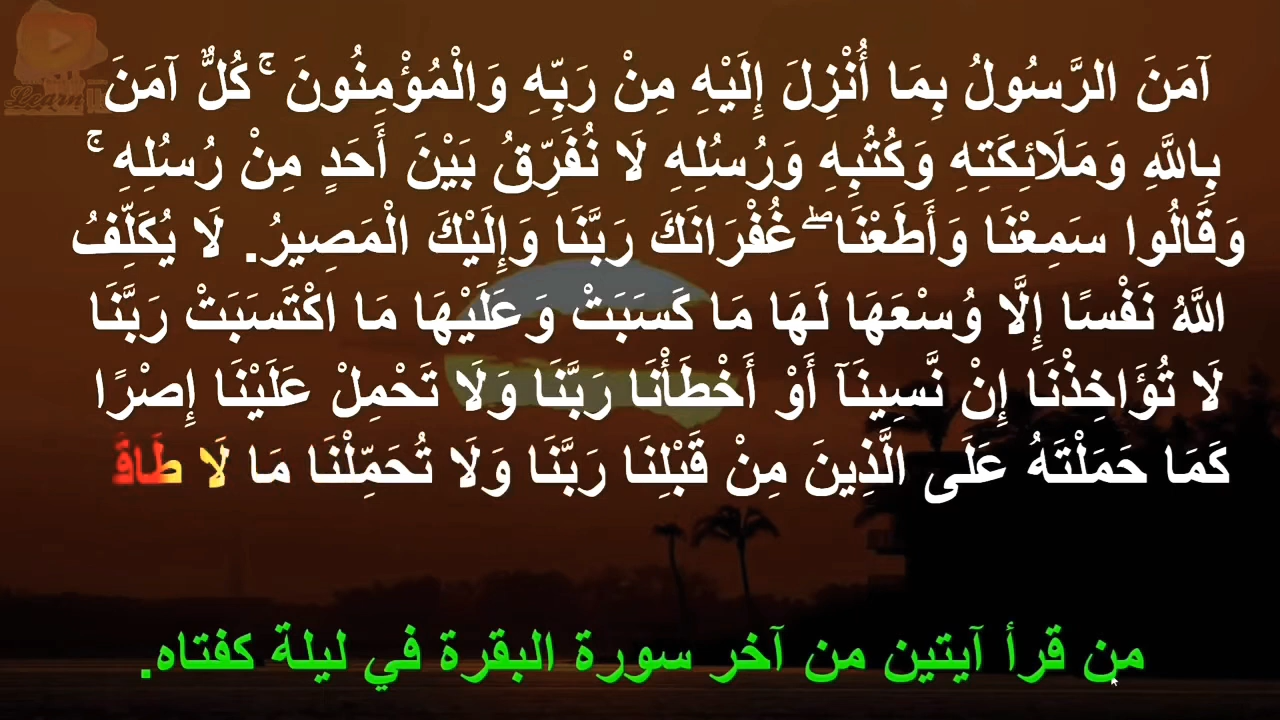 آمَنَ الرَّسُولُ بِمَا أُنْزِلَ إِلَيْهِ مِنْ رَبِّهِ وَالْمُؤْمِنُونَ ۚ كُلٌّ آمَنَ
بِاللَّهِ وَمَلَائِكَتِهِ وَكُتُبِهِ وَرُسُلِهِ لَا نُفَرِّقُ بَيْنَ أَحَدٍ مِنْ رُسُلِهِ ۚ
وَقَالُوا سَمِعْنَا وَأَطَعْنَا ۖ غُفْرَانَكَ رَبَّنَا وَإِلَيْكَ الْمَصِيرُ. لَا يُكَلِّفُ
اللَّهُ نَفْسًا إِلَّا وُسْعَهَا لَهَا مَا كَسَبَتْ وَعَلَيْهَا مَا اكْتَسَبَتْ رَبَّنَا
لَا تُؤَاخِذْنَا إِنْ نَّسِينَآ أَوْ أَخْطَأْنَا رَبَّنَا وَلَا تَحْمِلْ عَلَيْنَا إِصْرًا
كَمَا حَمَلْتَهُ عَلَى الَّذِينَ مِنْ قَبْلِنَا رَبَّنَا وَلَا تُحَمِّلْنَا مَا لَا طَاقَ
من قرأ آيتين من آخر سورة البقرة في ليلة كفتاه.
Learn